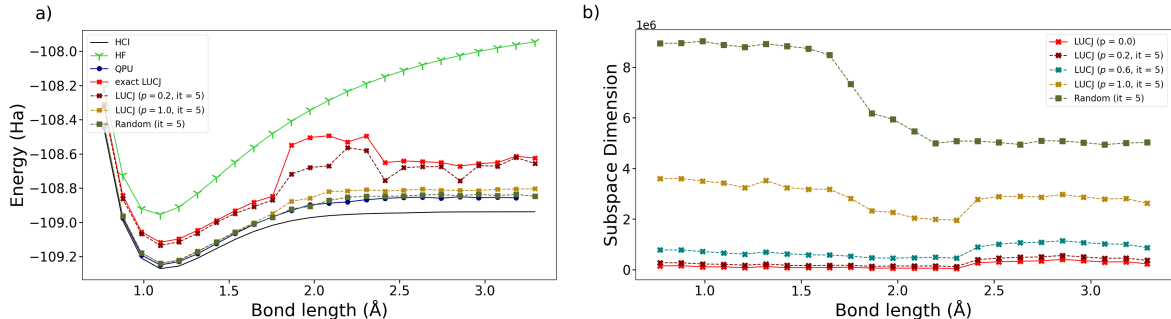 a)
Energy (Ha)
−108.0
−108.2
−108.4
−108.6
−108.8
−109.0
−109.2
HCI
HF
QPU
exact LUCJ
LUCJ (p = 0.2, it = 5)
LUCJ (p = 1.0, it = 5)
Random (it = 5)
1.0 1.5 2.0 2.5 3.0
Bond length (Å)
b)
1e6
Subspace Dimension
8
6
4
2
0
LUCJ (p = 0.0)
LUCJ (p = 0.2, it = 5)
LUCJ (p = 0.6, it = 5)
LUCJ (p = 1.0, it = 5)
Random (it = 5)
1.0 1.5 2.0 2.5 3.0
Bond length (Å)